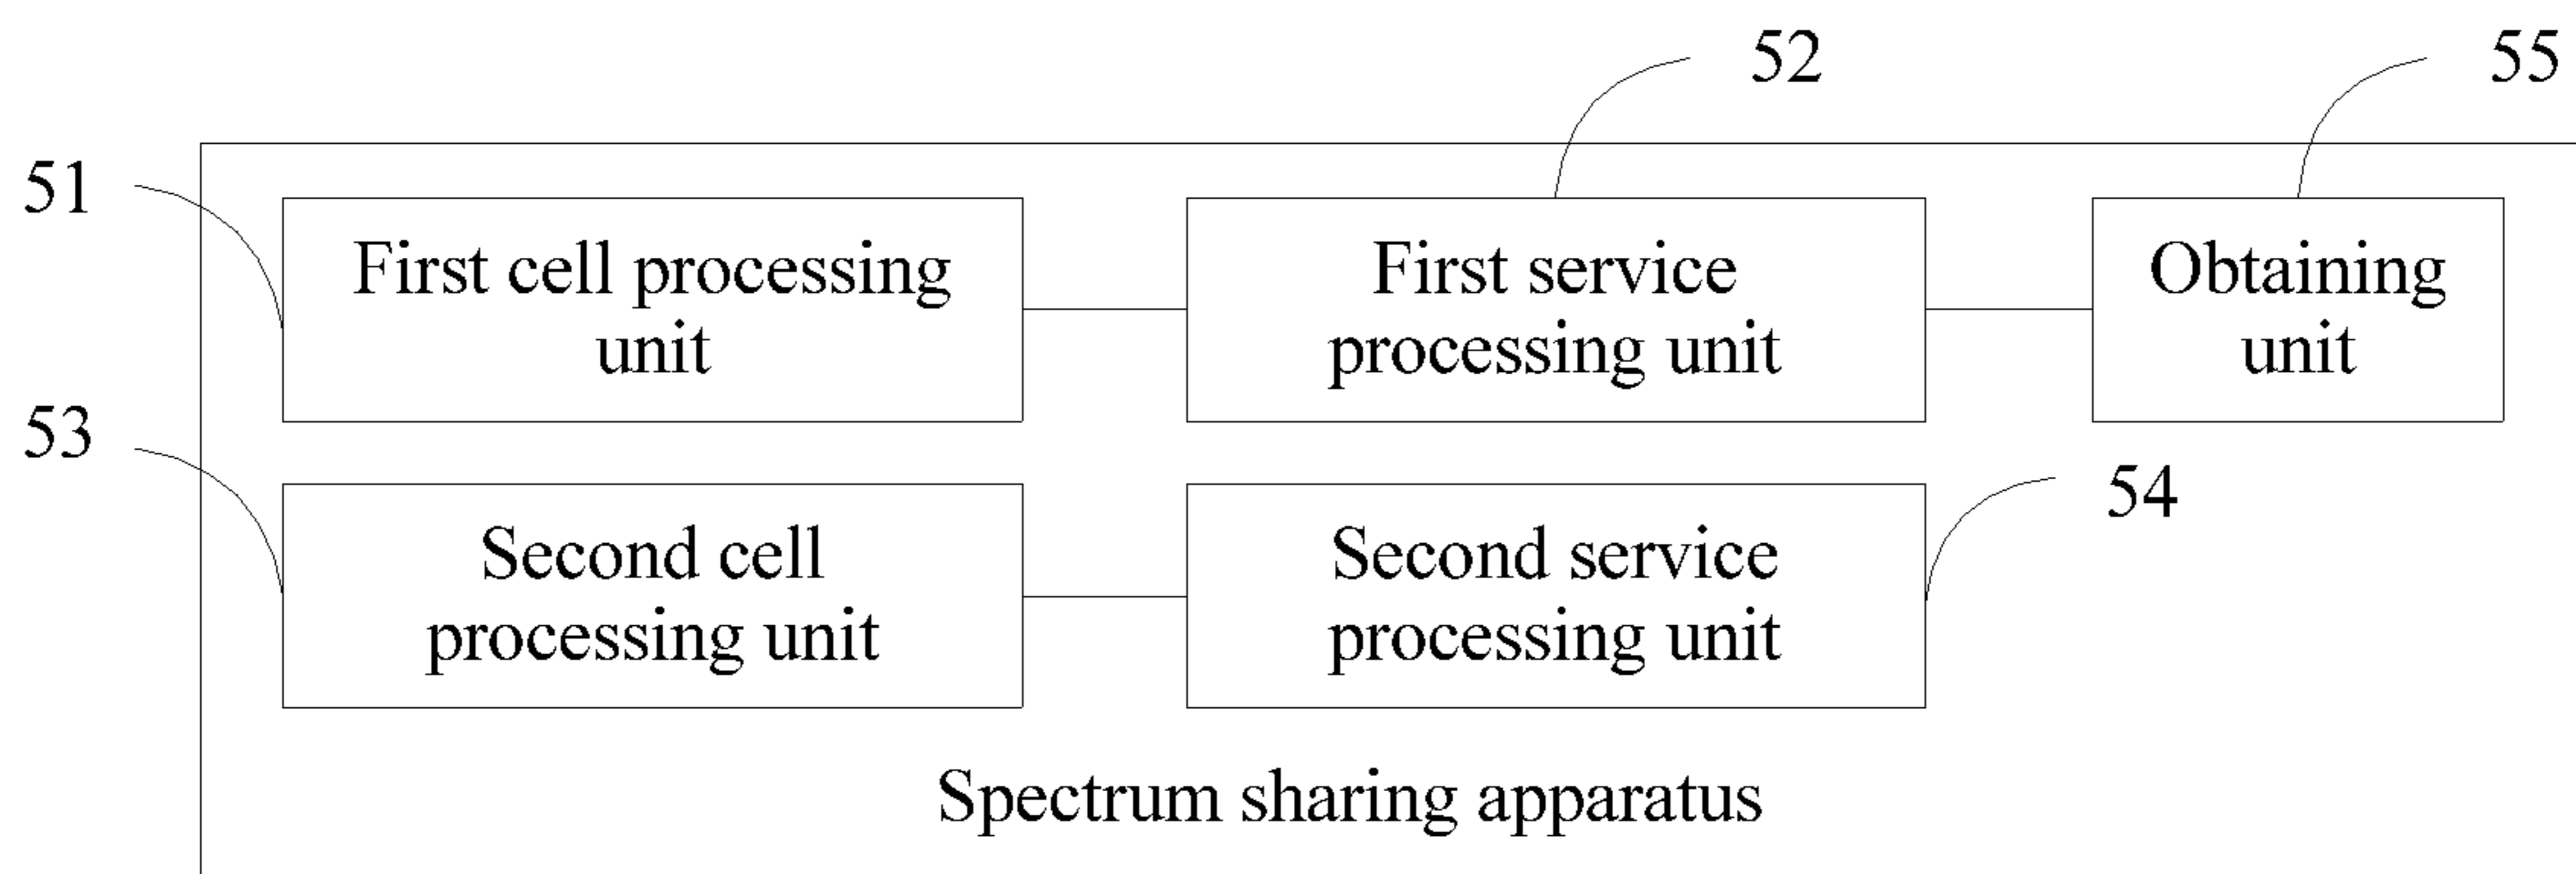 52
55
51
First cell processing
unit
First service
processing unit
Obtaining
unit
53
54
Second cell
processing unit
Second service
processing unit
Spectrum sharing apparatus